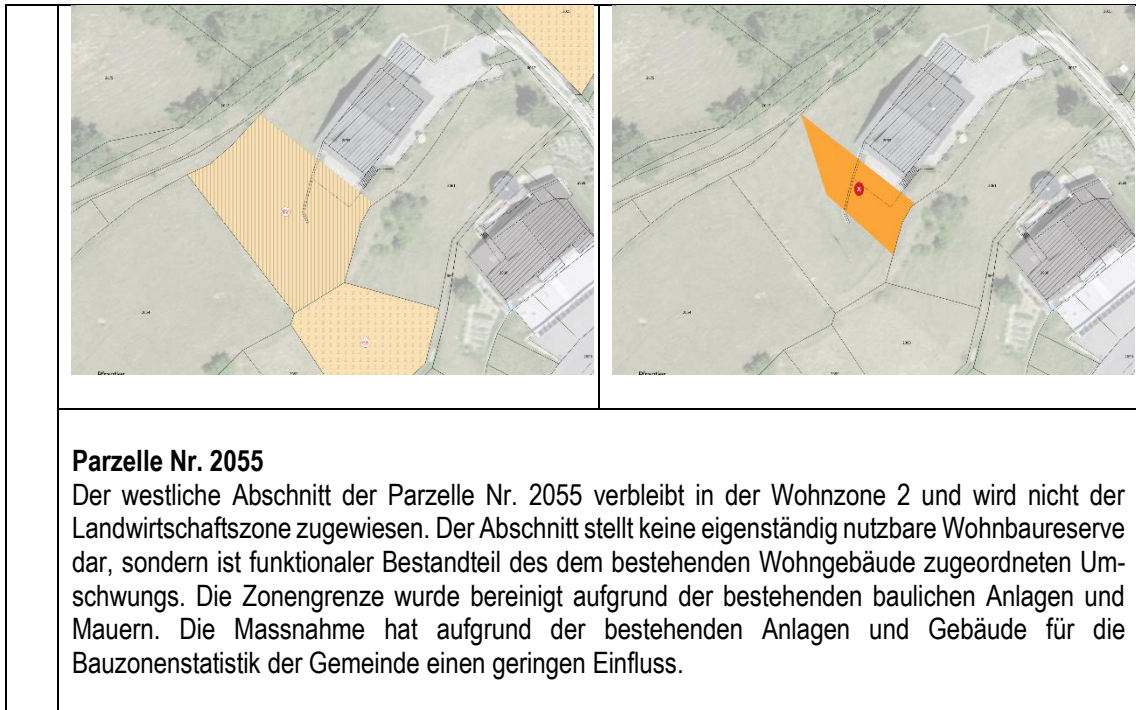 Parzelle Nr. 2055
Der westliche Abschnitt der Parzelle Nr. 2055 verbleibt in der Wohnzone 2 und wird nicht der
Landwirtschaftszone zugewiesen. Der Abschnitt stellt keine eigenständig nutzbare Wohnbaureserve
dar, sondern ist funktionaler Bestandteil des dem bestehenden Wohngebäude zugeordneten Um-
schwungs. Die Zonengrenze wurde bereinigt aufgrund der bestehenden baulichen Anlagen und
Mauern. Die Massnahme hat aufgrund der bestehenden Anlagen und Gebäude für die
Bauzonenstatistik der Gemeinde einen geringen Einfluss.